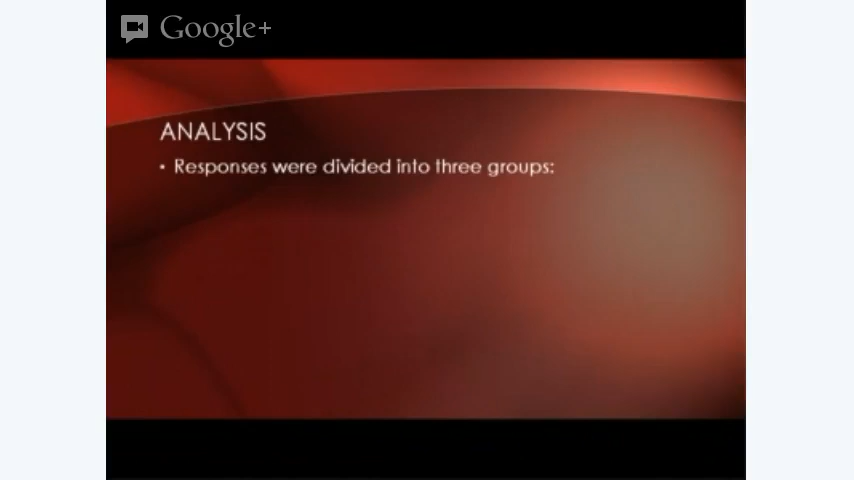 Google+
ANALYSIS
• Responses were divided into three groups: